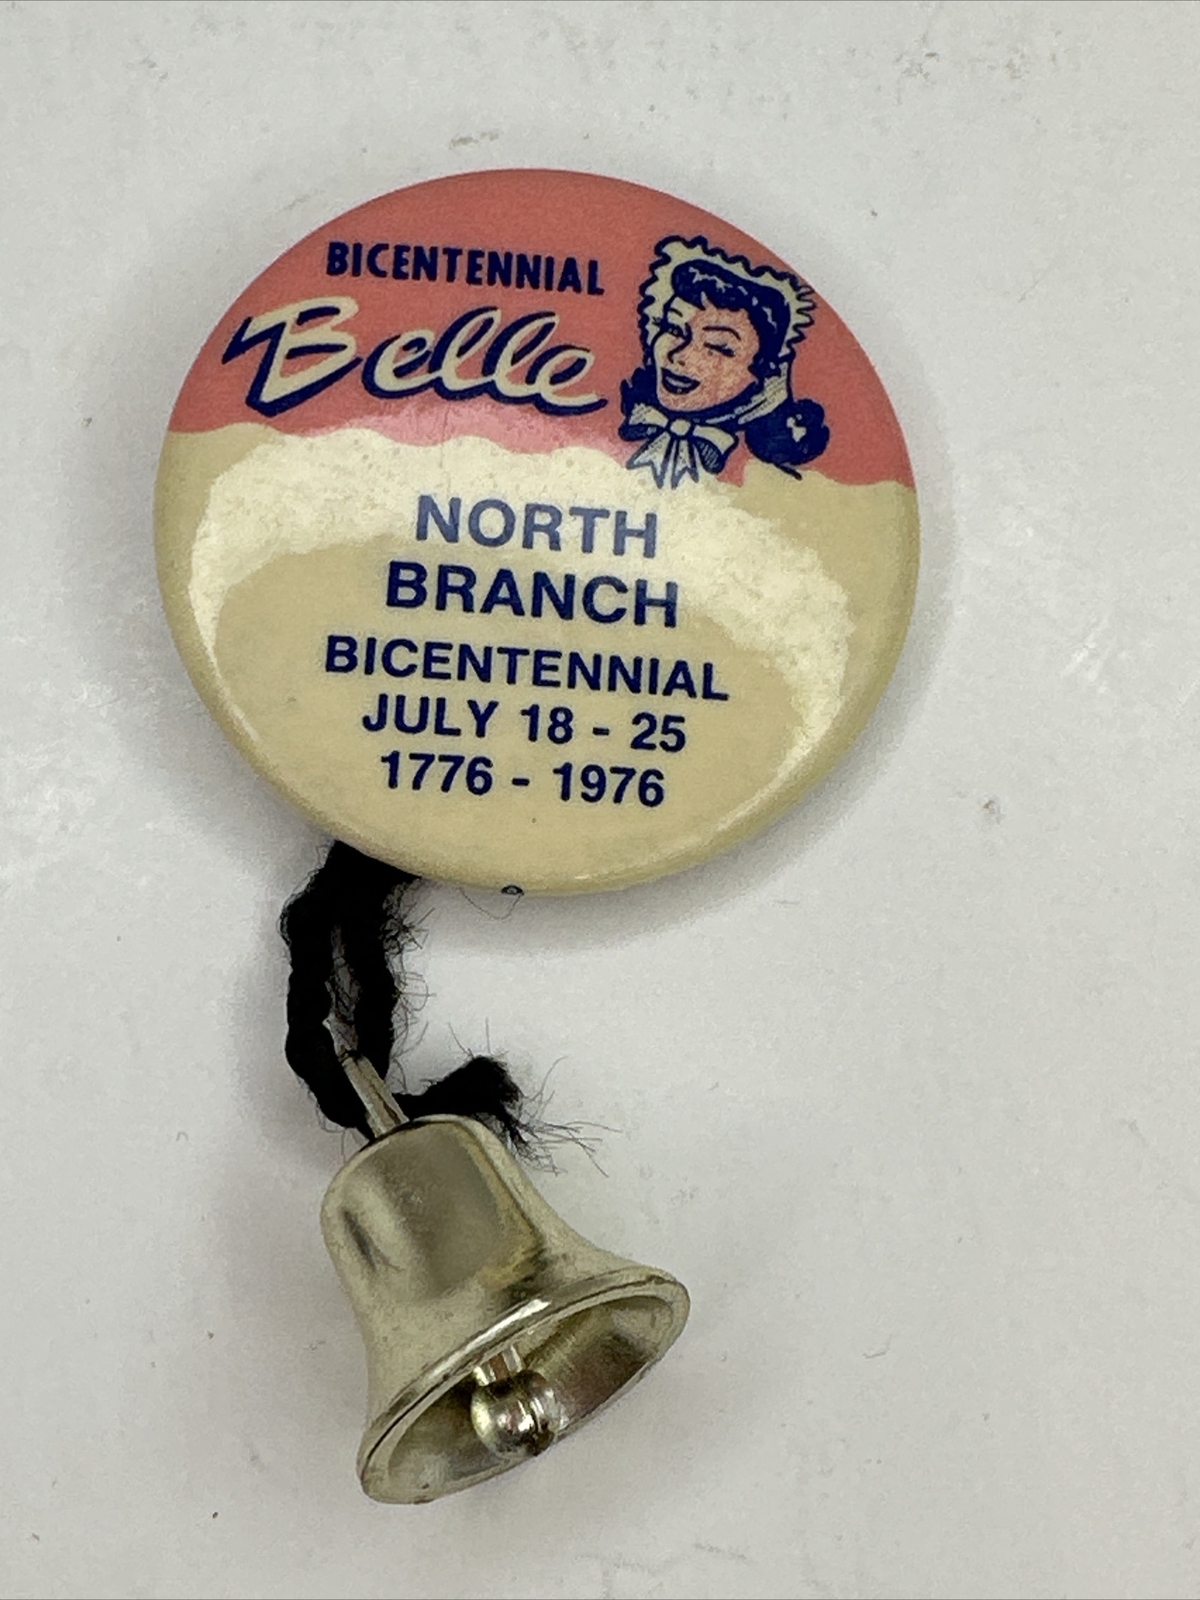 BICENTENNIAL
Belle
NORTH
BRANCH
BICENTENNIAL
JULY 18 - 25
1776 - 1976